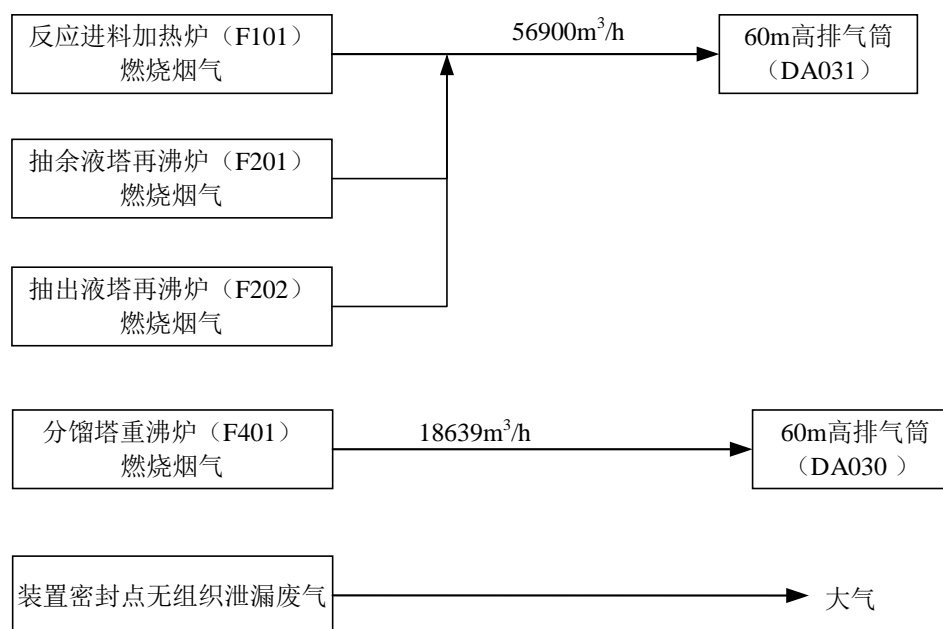 反应进料加热炉（F101）
燃烧烟气
56900m³/h
60m高排气筒
（DA031）
抽余液塔再沸炉（F201）
燃烧烟气
抽出液塔再沸炉（F202）
燃烧烟气
分馏塔重沸炉（F401）
燃烧烟气
18639m³/h
60m高排气筒
（DA030 ）
装置密封点无组织泄漏废气
大气